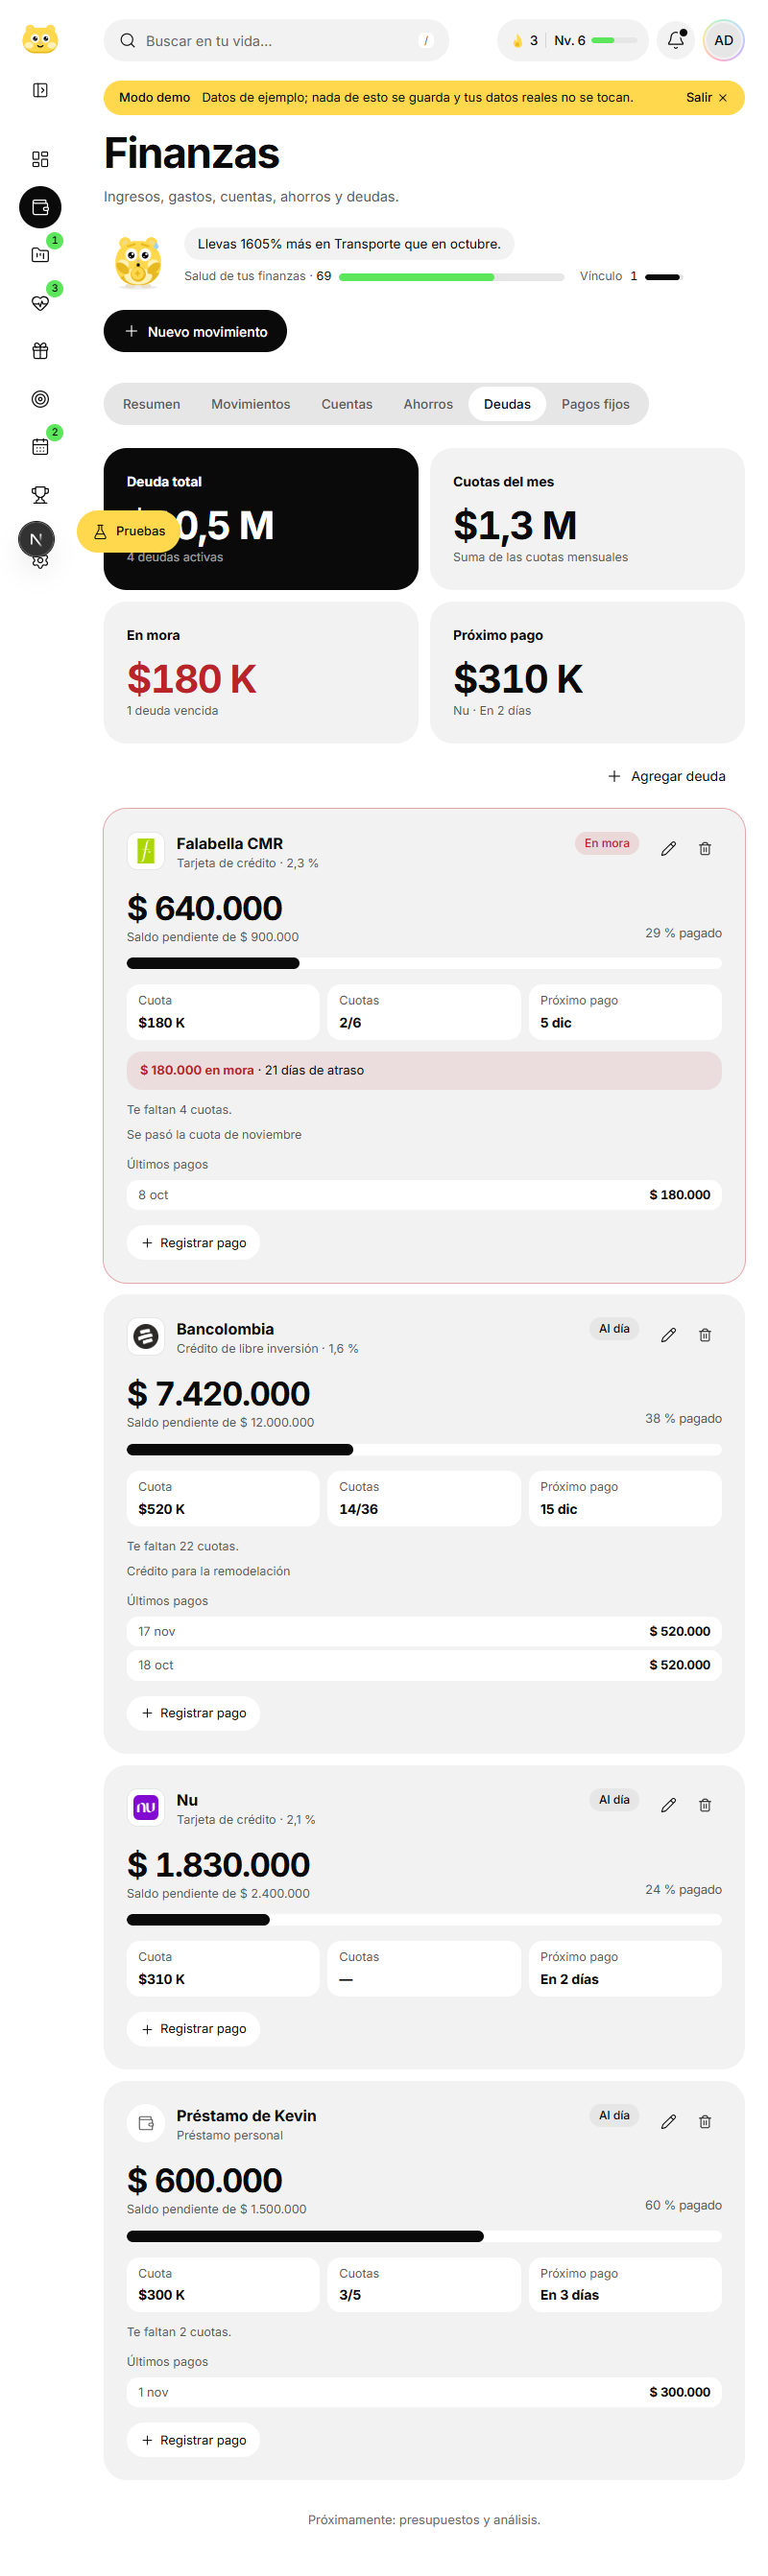 Buscar en tu vida...
/
3
Nv. 6
AD
Modo demo Datos de ejemplo; nada de esto se guarda y tus datos reales no se tocan.
Salir ×
Finanzas
Ingresos, gastos, cuentas, ahorros y deudas.
Llevas 1605% más en Transporte que en octubre.
Salud de tus finanzas · 69
Vínculo 1
+ Nuevo movimiento
1
3
2
N
Resumen
Movimientos
Cuentas
Ahorros
Deudas
Pagos fijos
Deuda total
0,5 M
4 deudas activas
Pruebas
Cuotas del mes
$1,3 M
Suma de las cuotas mensuales
En mora
$180 K
1 deuda vencida
Próximo pago
$310 K
Nu · En 2 días
+ Agregar deuda
Falabella CMR
Tarjeta de crédito · 2,3 %
En mora
$ 640.000
Saldo pendiente de $ 900.000
29 % pagado
Cuota
$180 K
Cuotas
2/6
Próximo pago
5 dic
$ 180.000 en mora · 21 días de atraso
Te faltan 4 cuotas.
Se pasó la cuota de noviembre
Últimos pagos
8 oct
$ 180.000
+ Registrar pago
Bancolombia
Crédito de libre inversión · 1,6 %
Al día
$ 7.420.000
Saldo pendiente de $ 12.000.000
38 % pagado
Cuota
$520 K
Cuotas
14/36
Próximo pago
15 dic
Te faltan 22 cuotas.
Crédito para la remodelación
Últimos pagos
17 nov
$ 520.000
18 oct
$ 520.000
+ Registrar pago
nu
Nu
Tarjeta de crédito · 2,1 %
Al día
$ 1.830.000
Saldo pendiente de $ 2.400.000
24 % pagado
Cuota
$310 K
Cuotas
—
Próximo pago
En 2 días
+ Registrar pago
Préstamo de Kevin
Préstamo personal
Al día
$ 600.000
Saldo pendiente de $ 1.500.000
60 % pagado
Cuota
$300 K
Cuotas
3/5
Próximo pago
En 3 días
Te faltan 2 cuotas.
Últimos pagos
1 nov
$ 300.000
+ Registrar pago
Próximamente: presupuestos y análisis.